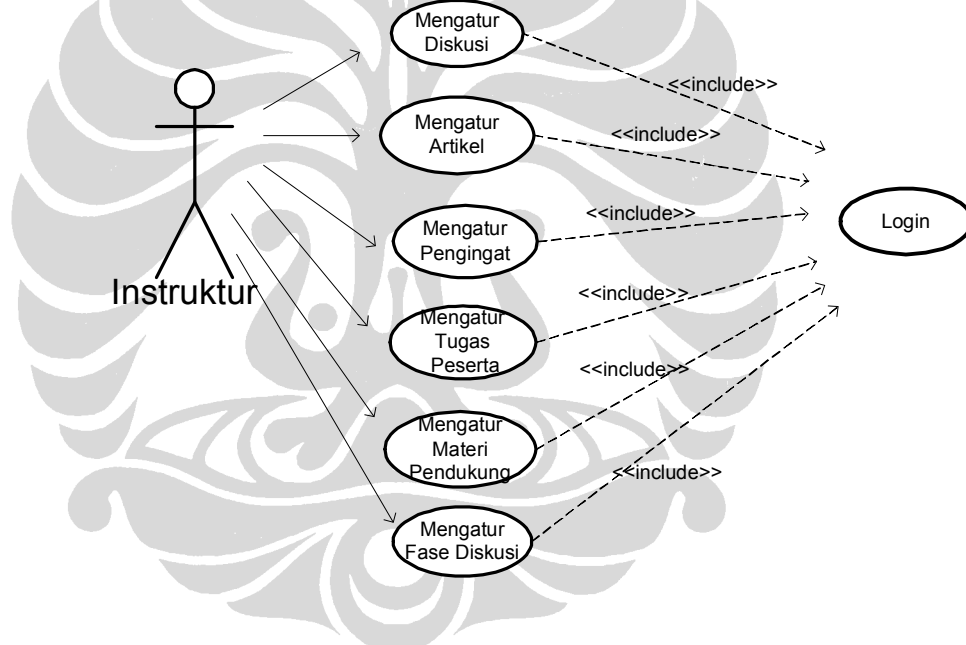 Mengatur
Diskusi
<<include>>
Mengatur
Artikel
<<include>>
Mengatur
Pengingat
<<include>>
Login
Instruktur
Mengatur
Tugas
Peserta
<<include>>
Mengatur
Materi
Pendukung
<<include>>
Mengatur
Fase Diskusi
<<include>>